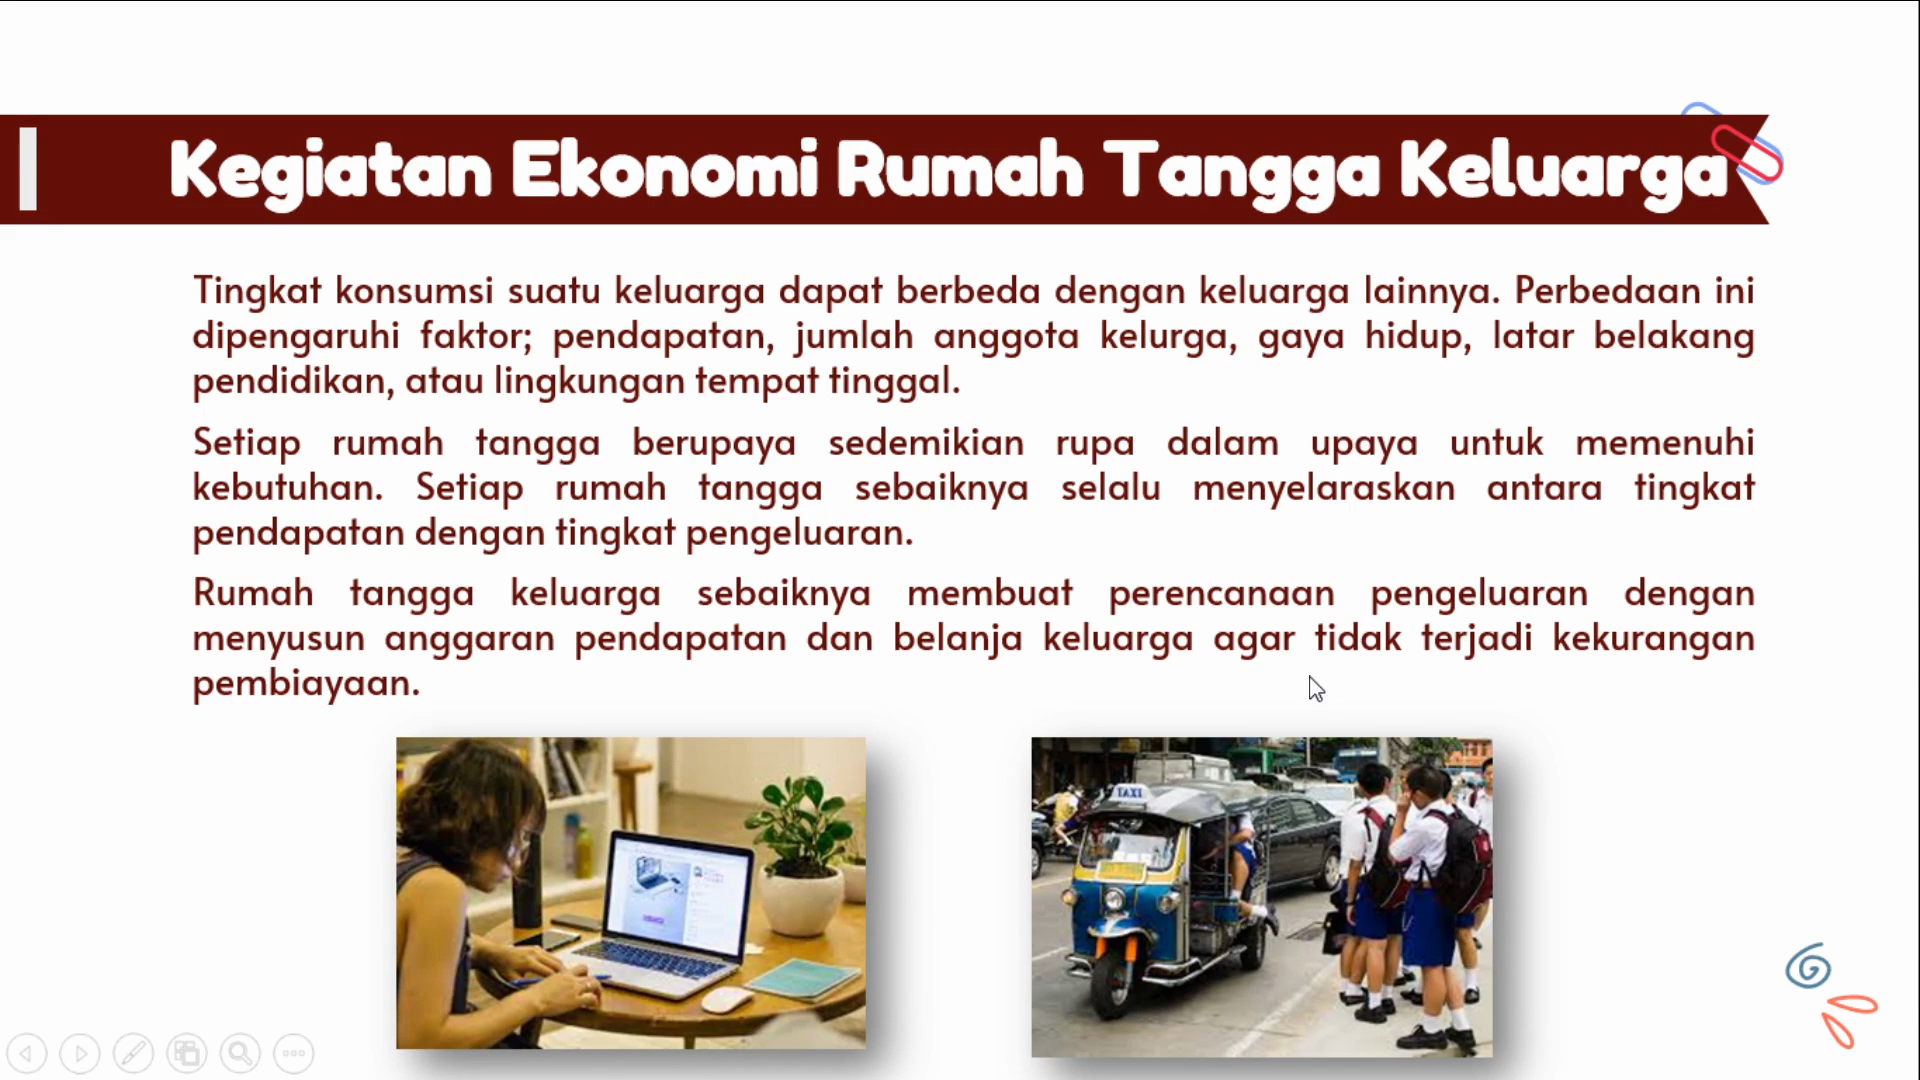 Kegiatan Ekonomi Rumah Tangga Keluarga
Tingkat konsumsi suatu keluarga dapat berbeda dengan keluarga lainnya. Perbedaan ini
dipengaruhi faktor; pendapatan, jumlah anggota kelurga, gaya hidup, latar belakang
pendidikan, atau lingkungan tempat tinggal.
Setiap rumah tangga berupaya sedemikian rupa dalam upaya untuk memenuhi
kebutuhan. Setiap rumah tangga sebaiknya selalu menyelaraskan antara tingkat
pendapatan dengan tingkat pengeluaran.
Rumah tangga keluarga sebaiknya membuat perencanaan pengeluaran dengan
menyusun anggaran pendapatan dan belanja keluarga agar tidak terjadi kekurangan
pembiayaan.
TAXI